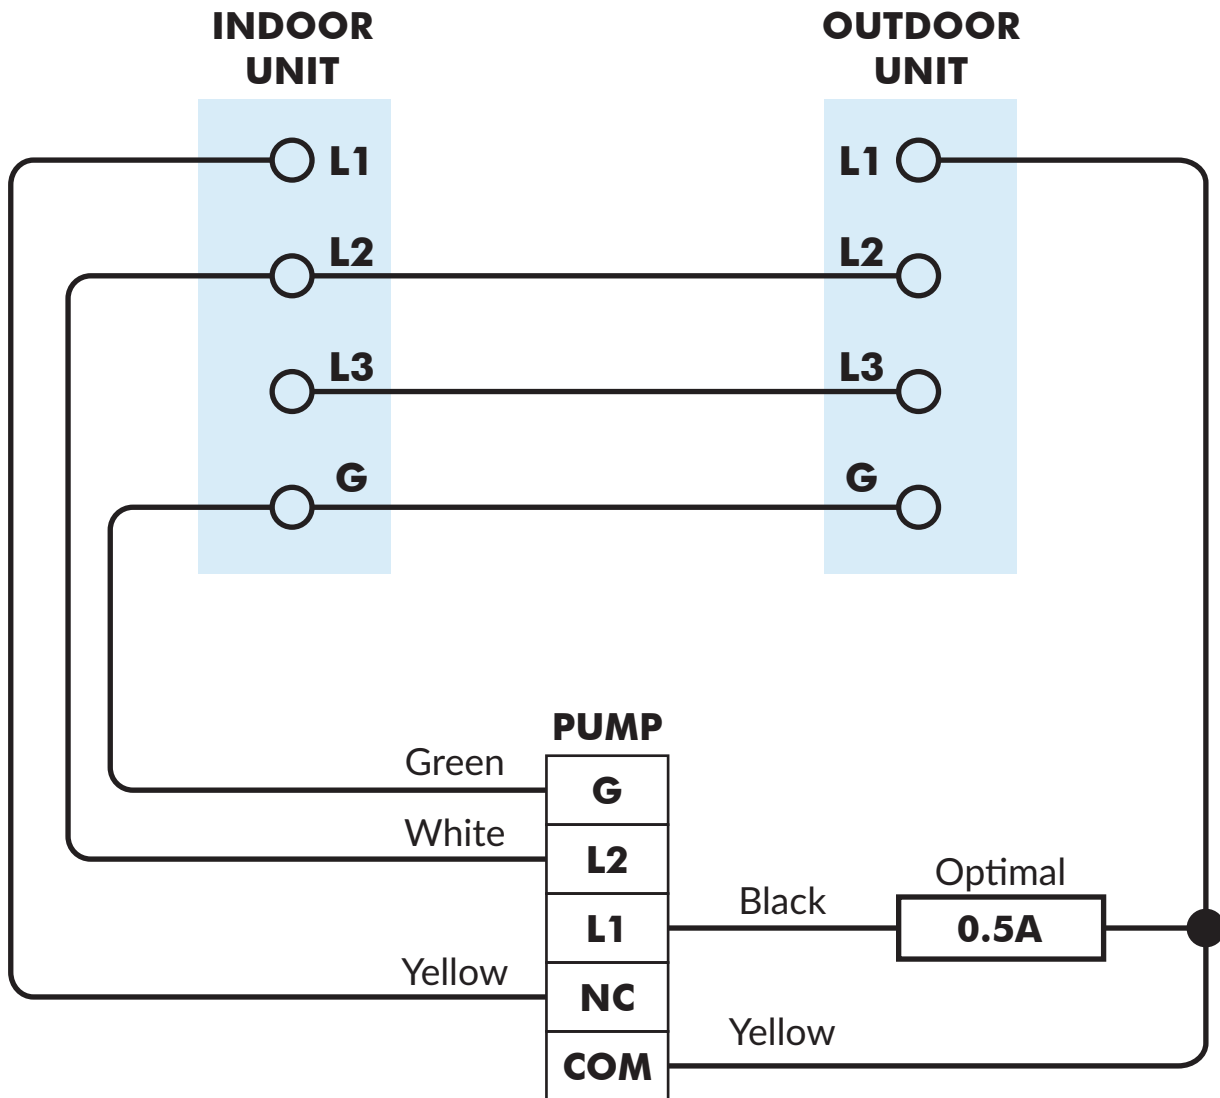 INDOOR
UNIT
OUTDOOR
UNIT
L1
L1
L2
L2
L3
L3
G
G
PUMP
Green
G
White
L2
Optimal
Black
L1
0.5A
Yellow
NC
Yellow
COM